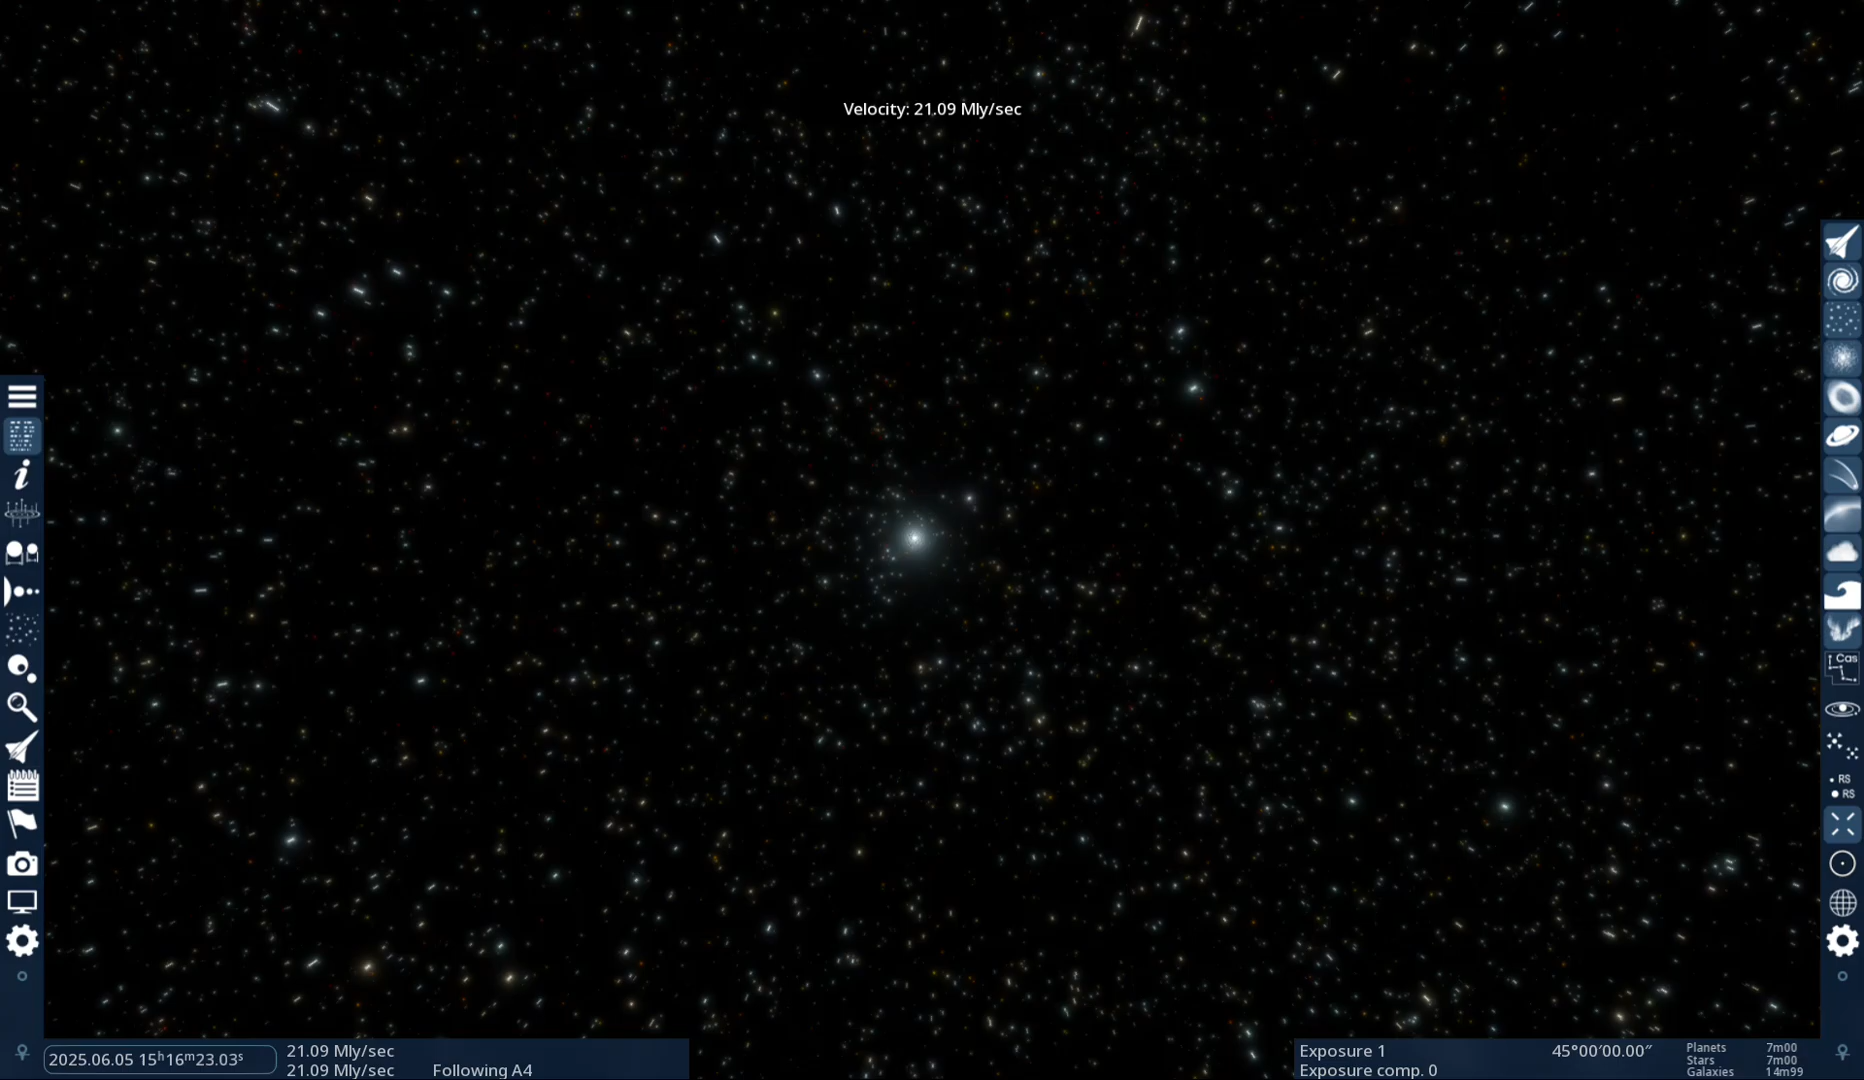 Velocity: 21.09 Mly/sec
Cas
RS
RS
2025.06.05 15h16m23.03s
21.09 Mly/sec
21.09 Mly/sec
Following A4
Exposure 1
Exposure comp. 0
45°00′00.00″
Planets 7m00
Stars 7m00
Galaxies 14m99